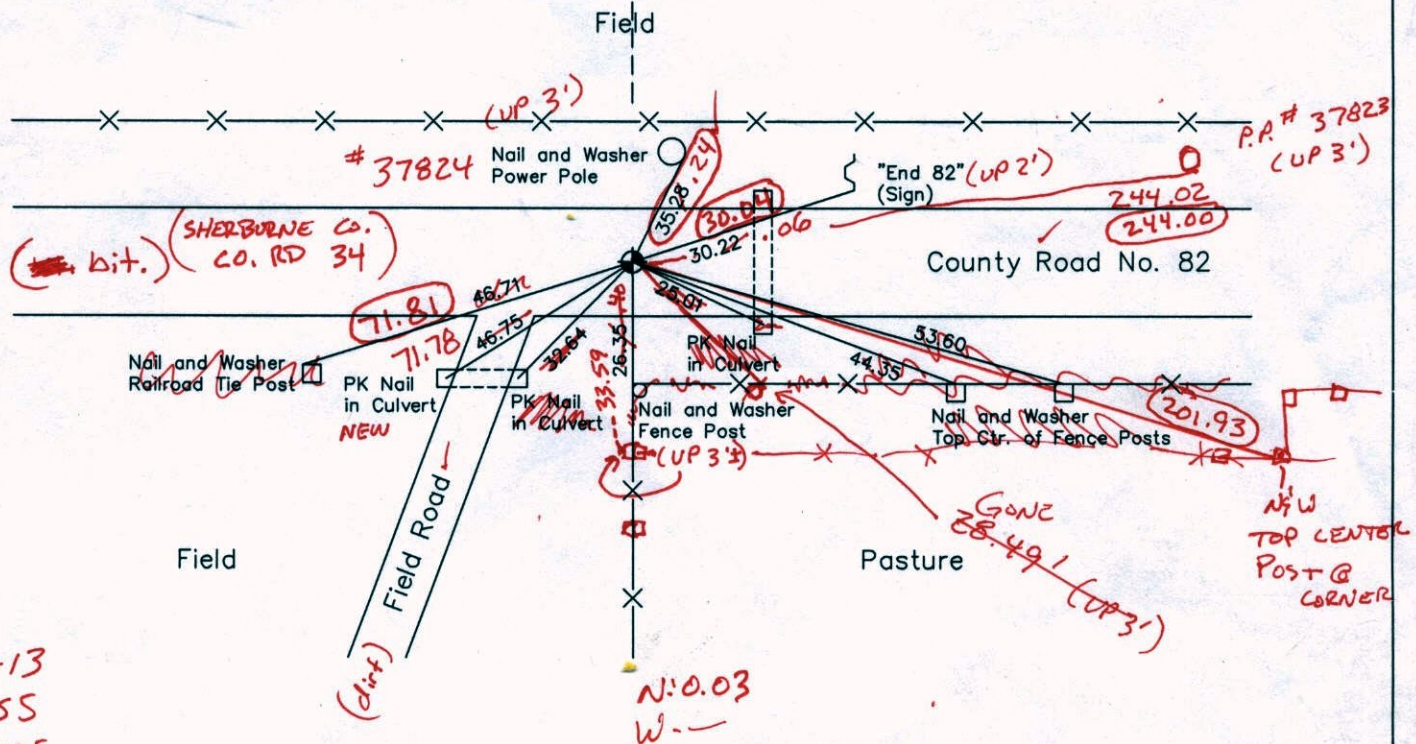 Field
(UP 3')
P.P. # 37823
(UP 3')
# 37824
Nail and Washer
Power Pole
35.28
.24
"End 82" (UP 2')
(Sign)
244.02
244.00
30.04
30.22
.06
(SHERBURNE CO.
CO. RD 34)
( bit.)
County Road No. 82
71.81
46.71
71.78
46.75
32.64
33.59
26.35
.40
25.01
53.60
44.35
201.93
Nail and Washer
Railroad Tie Post
PK Nail
in Culvert
NEW
PK Nail
in Culvert
PK Nail
in Culvert
Nail and Washer
Fence Post
(UP 3'±)
Nail and Washer
Top Ctr. of Fence Posts
N&W
TOP CENTER
POST @
CORNER
GONE
28.49'
(UP 3')
Field
Field Road
Pasture
(dirt)
N:0.03
W --
-13
55